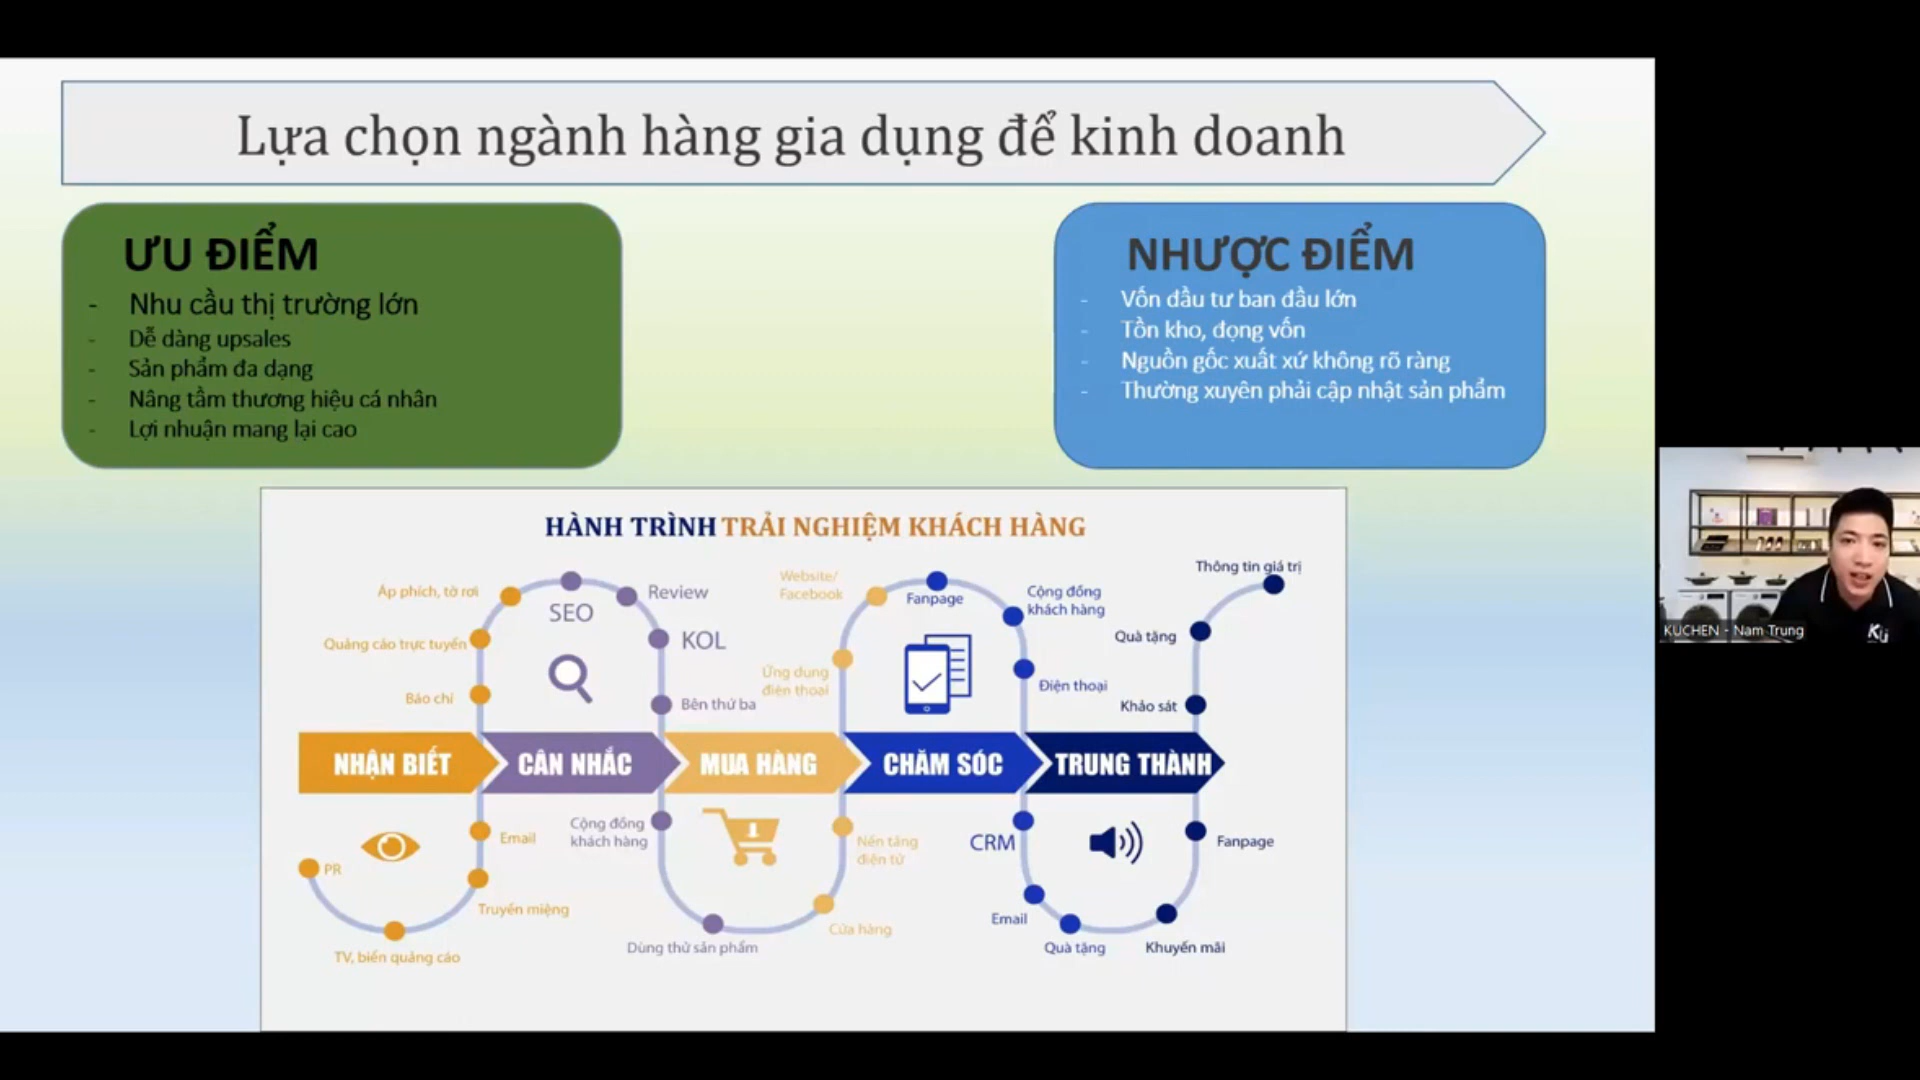 Lựa chọn ngành hàng gia dụng để kinh doanh
ƯU ĐIỂM
- Nhu cầu thị trường lớn
- Dễ dàng upsales
- Sản phẩm đa dạng
- Nâng tầm thương hiệu cá nhân
- Lợi nhuận mang lại cao
NHƯỢC ĐIỂM
- Vốn đầu tư ban đầu lớn
- Tồn kho, đọng vốn
- Nguồn gốc xuất xứ không rõ ràng
- Thường xuyên phải cập nhật sản phẩm
HÀNH TRÌNH TRẢI NGHIỆM KHÁCH HÀNG
Áp phích, tờ rơi
Quảng cáo trực tuyến
Báo chí
SEO
Review
KOL
Bên thứ ba
Website/
Facebook
Ứng dụng
điện thoại
Fanpage
Cộng đồng
khách hàng
Điện thoại
Thông tin giá trị
Quà tặng
Khảo sát
NHẬN BIẾT
CÂN NHẮC
MUA HÀNG
CHĂM SÓC
TRUNG THÀNH
PR
TV, biển quảng cáo
Email
Truyền miệng
Cộng đồng
khách hàng
Dùng thử sản phẩm
Nền tảng
điện tử
Cửa hàng
CRM
Email
Quà tặng
Khuyến mãi
Fanpage
KUCHEN - Nam Trung
Ku